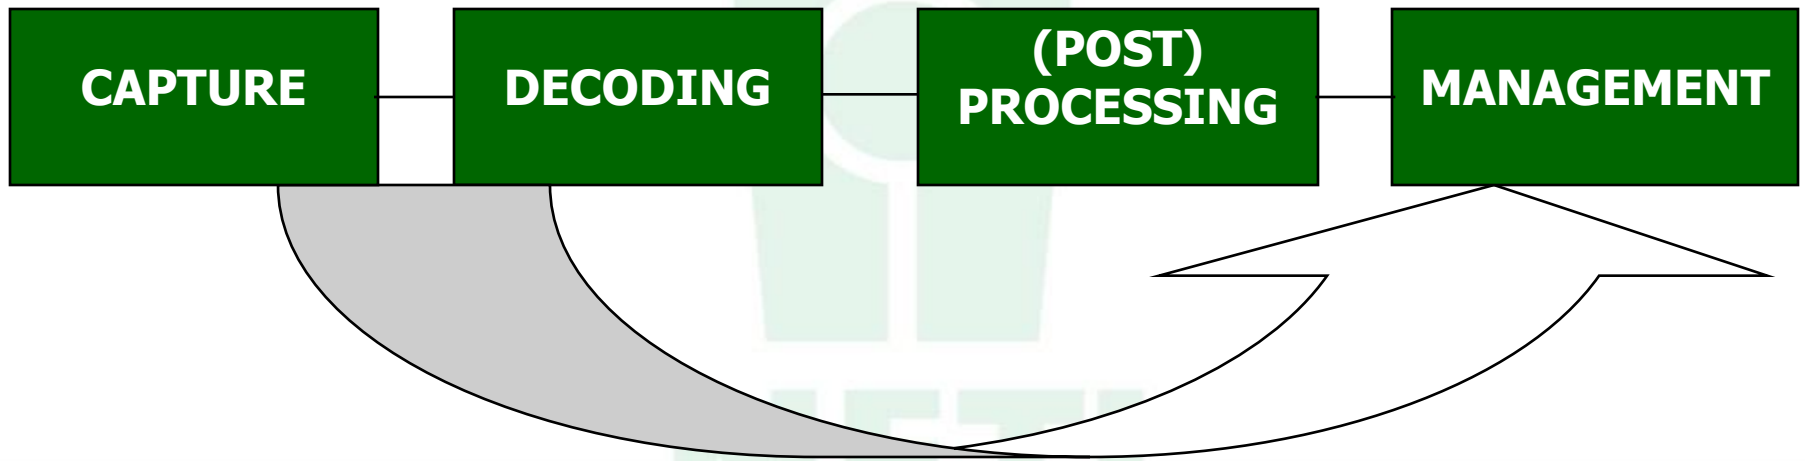 CAPTURE
DECODING
(POST)
PROCESSING
MANAGEMENT